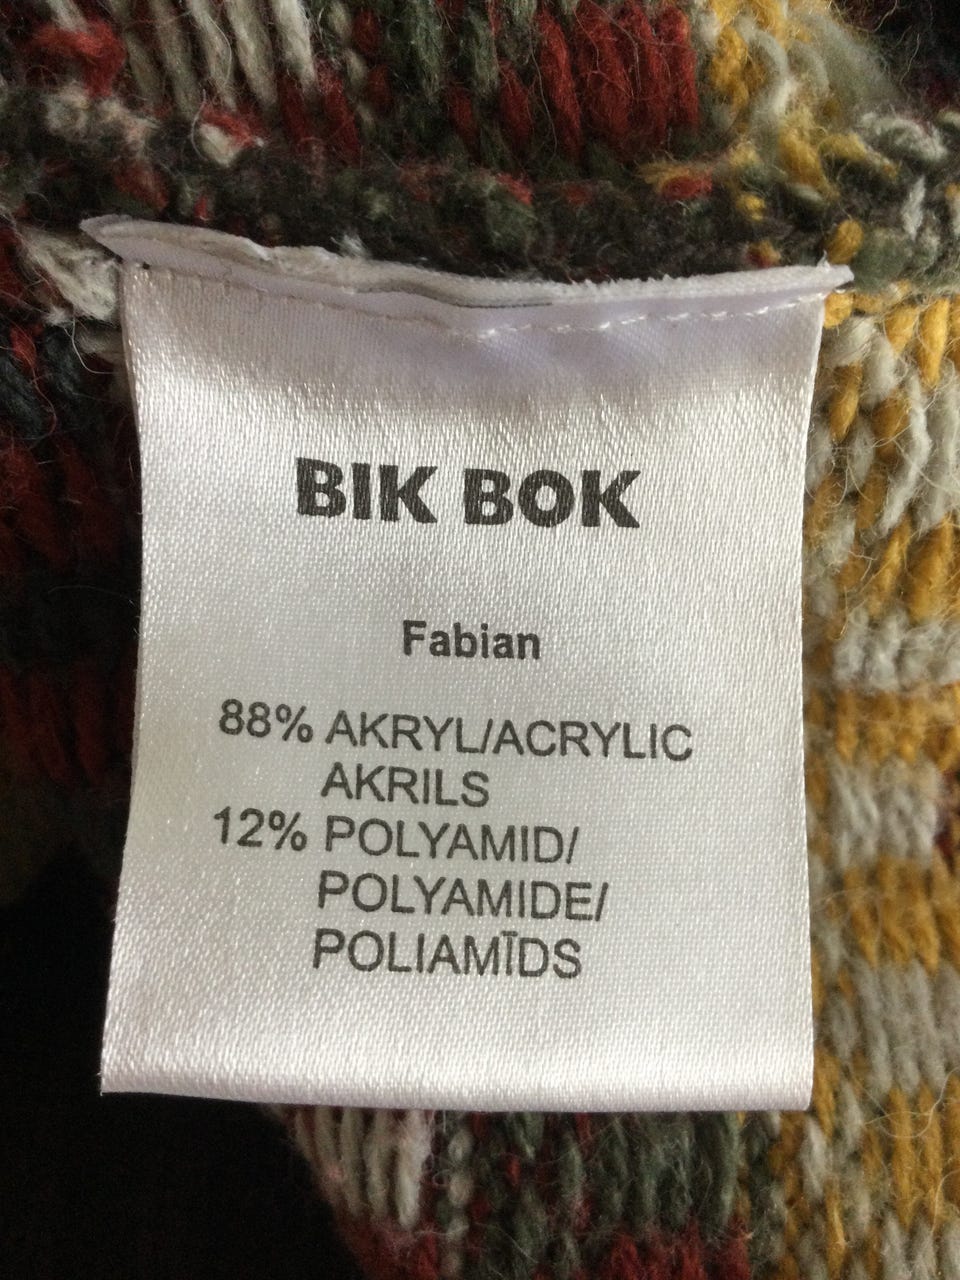 BIK BOK
Fabian
88% AKRYL/ACRYLIC
AKRILS
12% POLYAMID/
POLYAMIDE/
POLIAMĪDS